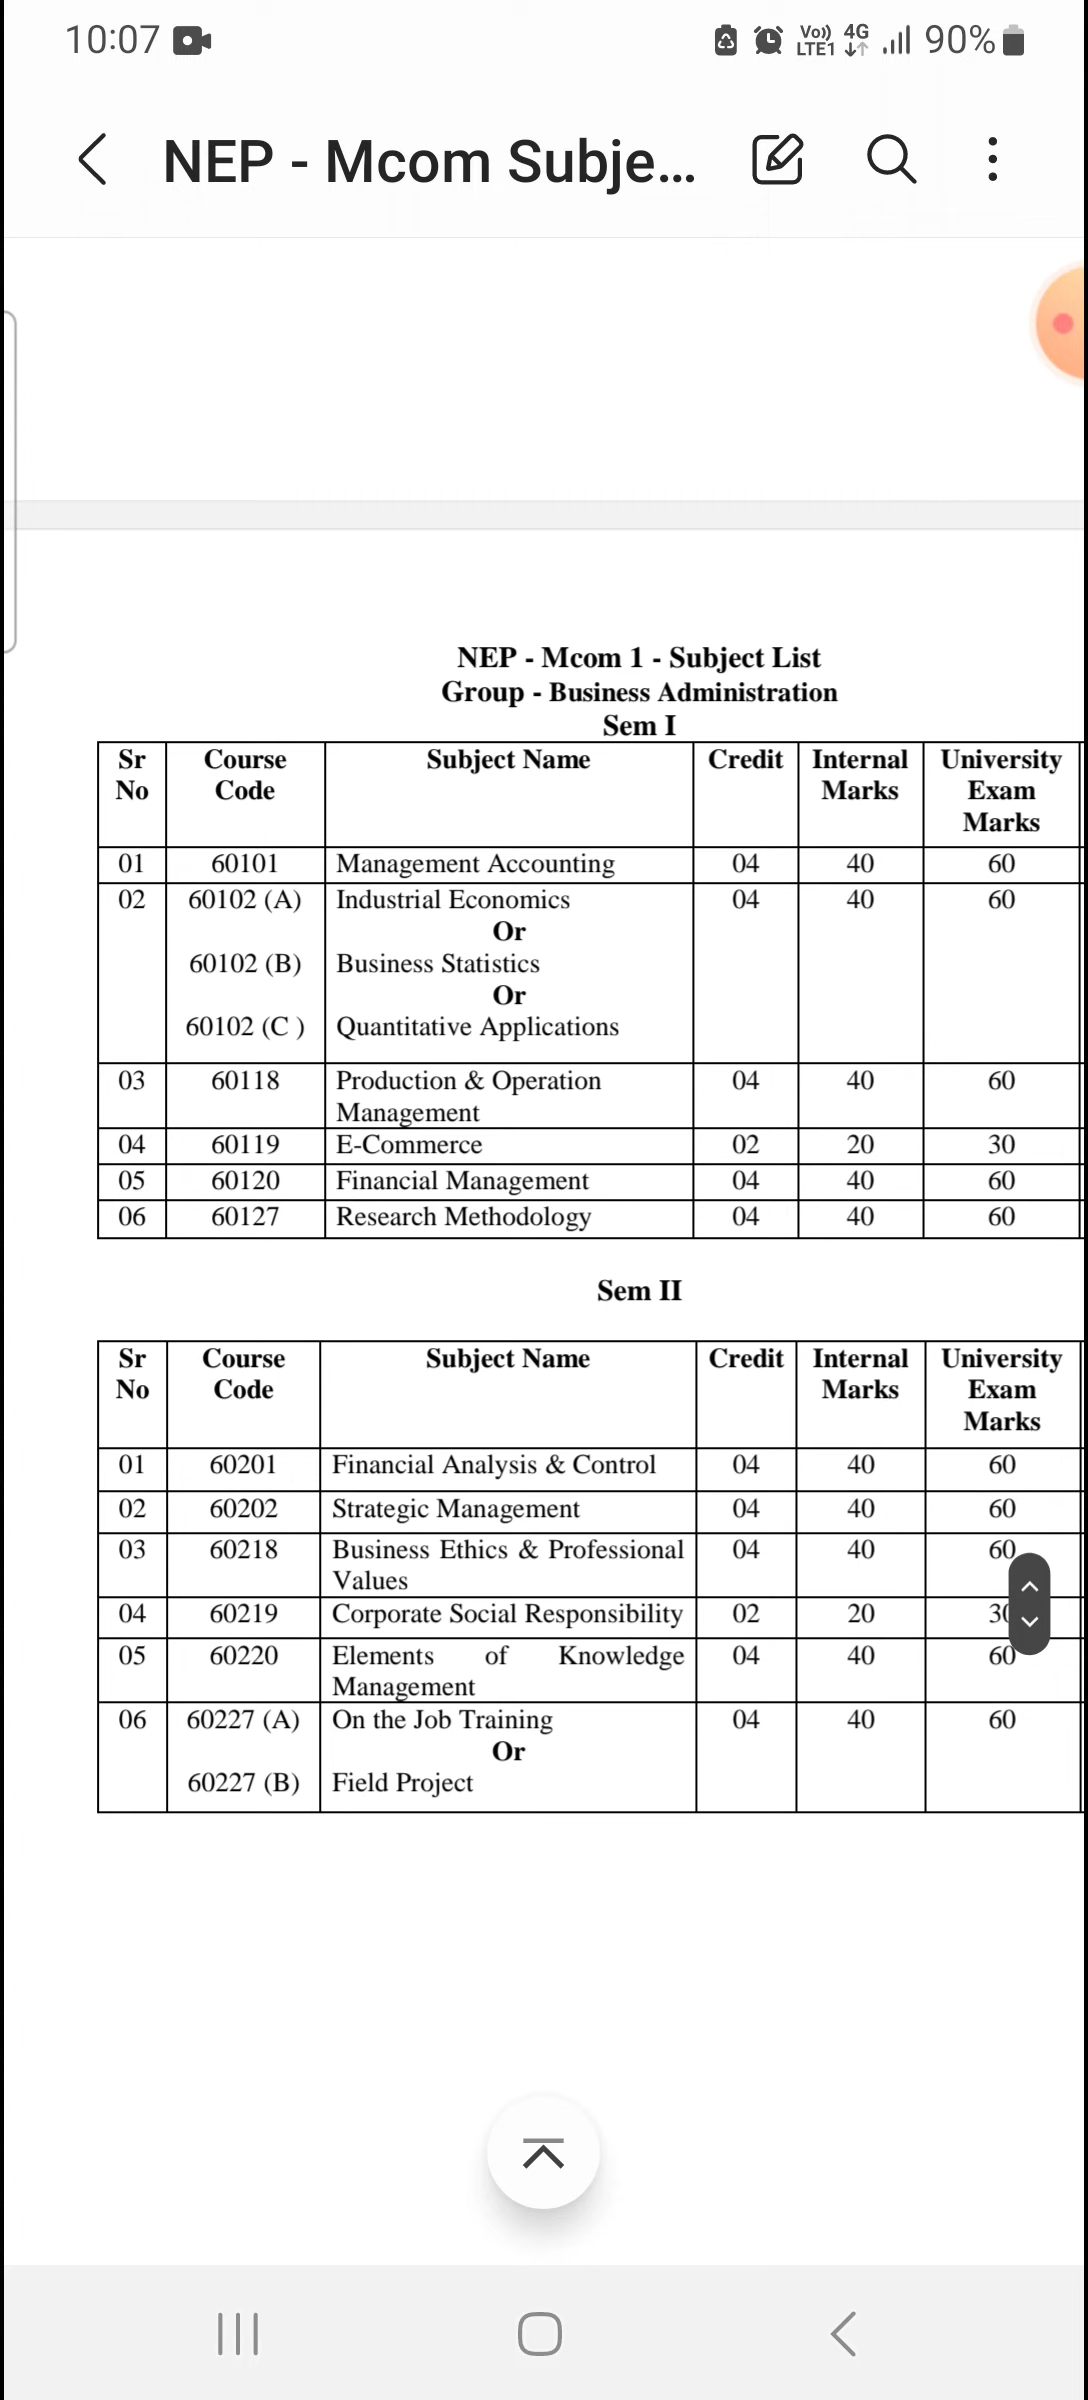 10:07
Vo)) LTE1 4G 90%
NEP - Mcom Subje...
NEP - Mcom 1 - Subject List
Group - Business Administration
Sem I
Sr No Course Code Subject Name Credit Internal Marks University Exam Marks
01 60101 Management Accounting 04 40 60
02 60102 (A) Industrial Economics 04 40 60
Or
60102 (B) Business Statistics
Or
60102 (C ) Quantitative Applications
03 60118 Production & Operation 04 40 60
Management
04 60119 E-Commerce 02 20 30
05 60120 Financial Management 04 40 60
06 60127 Research Methodology 04 40 60
Sem II
Sr No Course Code Subject Name Credit Internal Marks University Exam Marks
01 60201 Financial Analysis & Control 04 40 60
02 60202 Strategic Management 04 40 60
03 60218 Business Ethics & Professional 04 40 60
Values
04 60219 Corporate Social Responsibility 02 20 30
05 60220 Elements of Knowledge 04 40 60
Management
06 60227 (A) On the Job Training 04 40 60
Or
60227 (B) Field Project